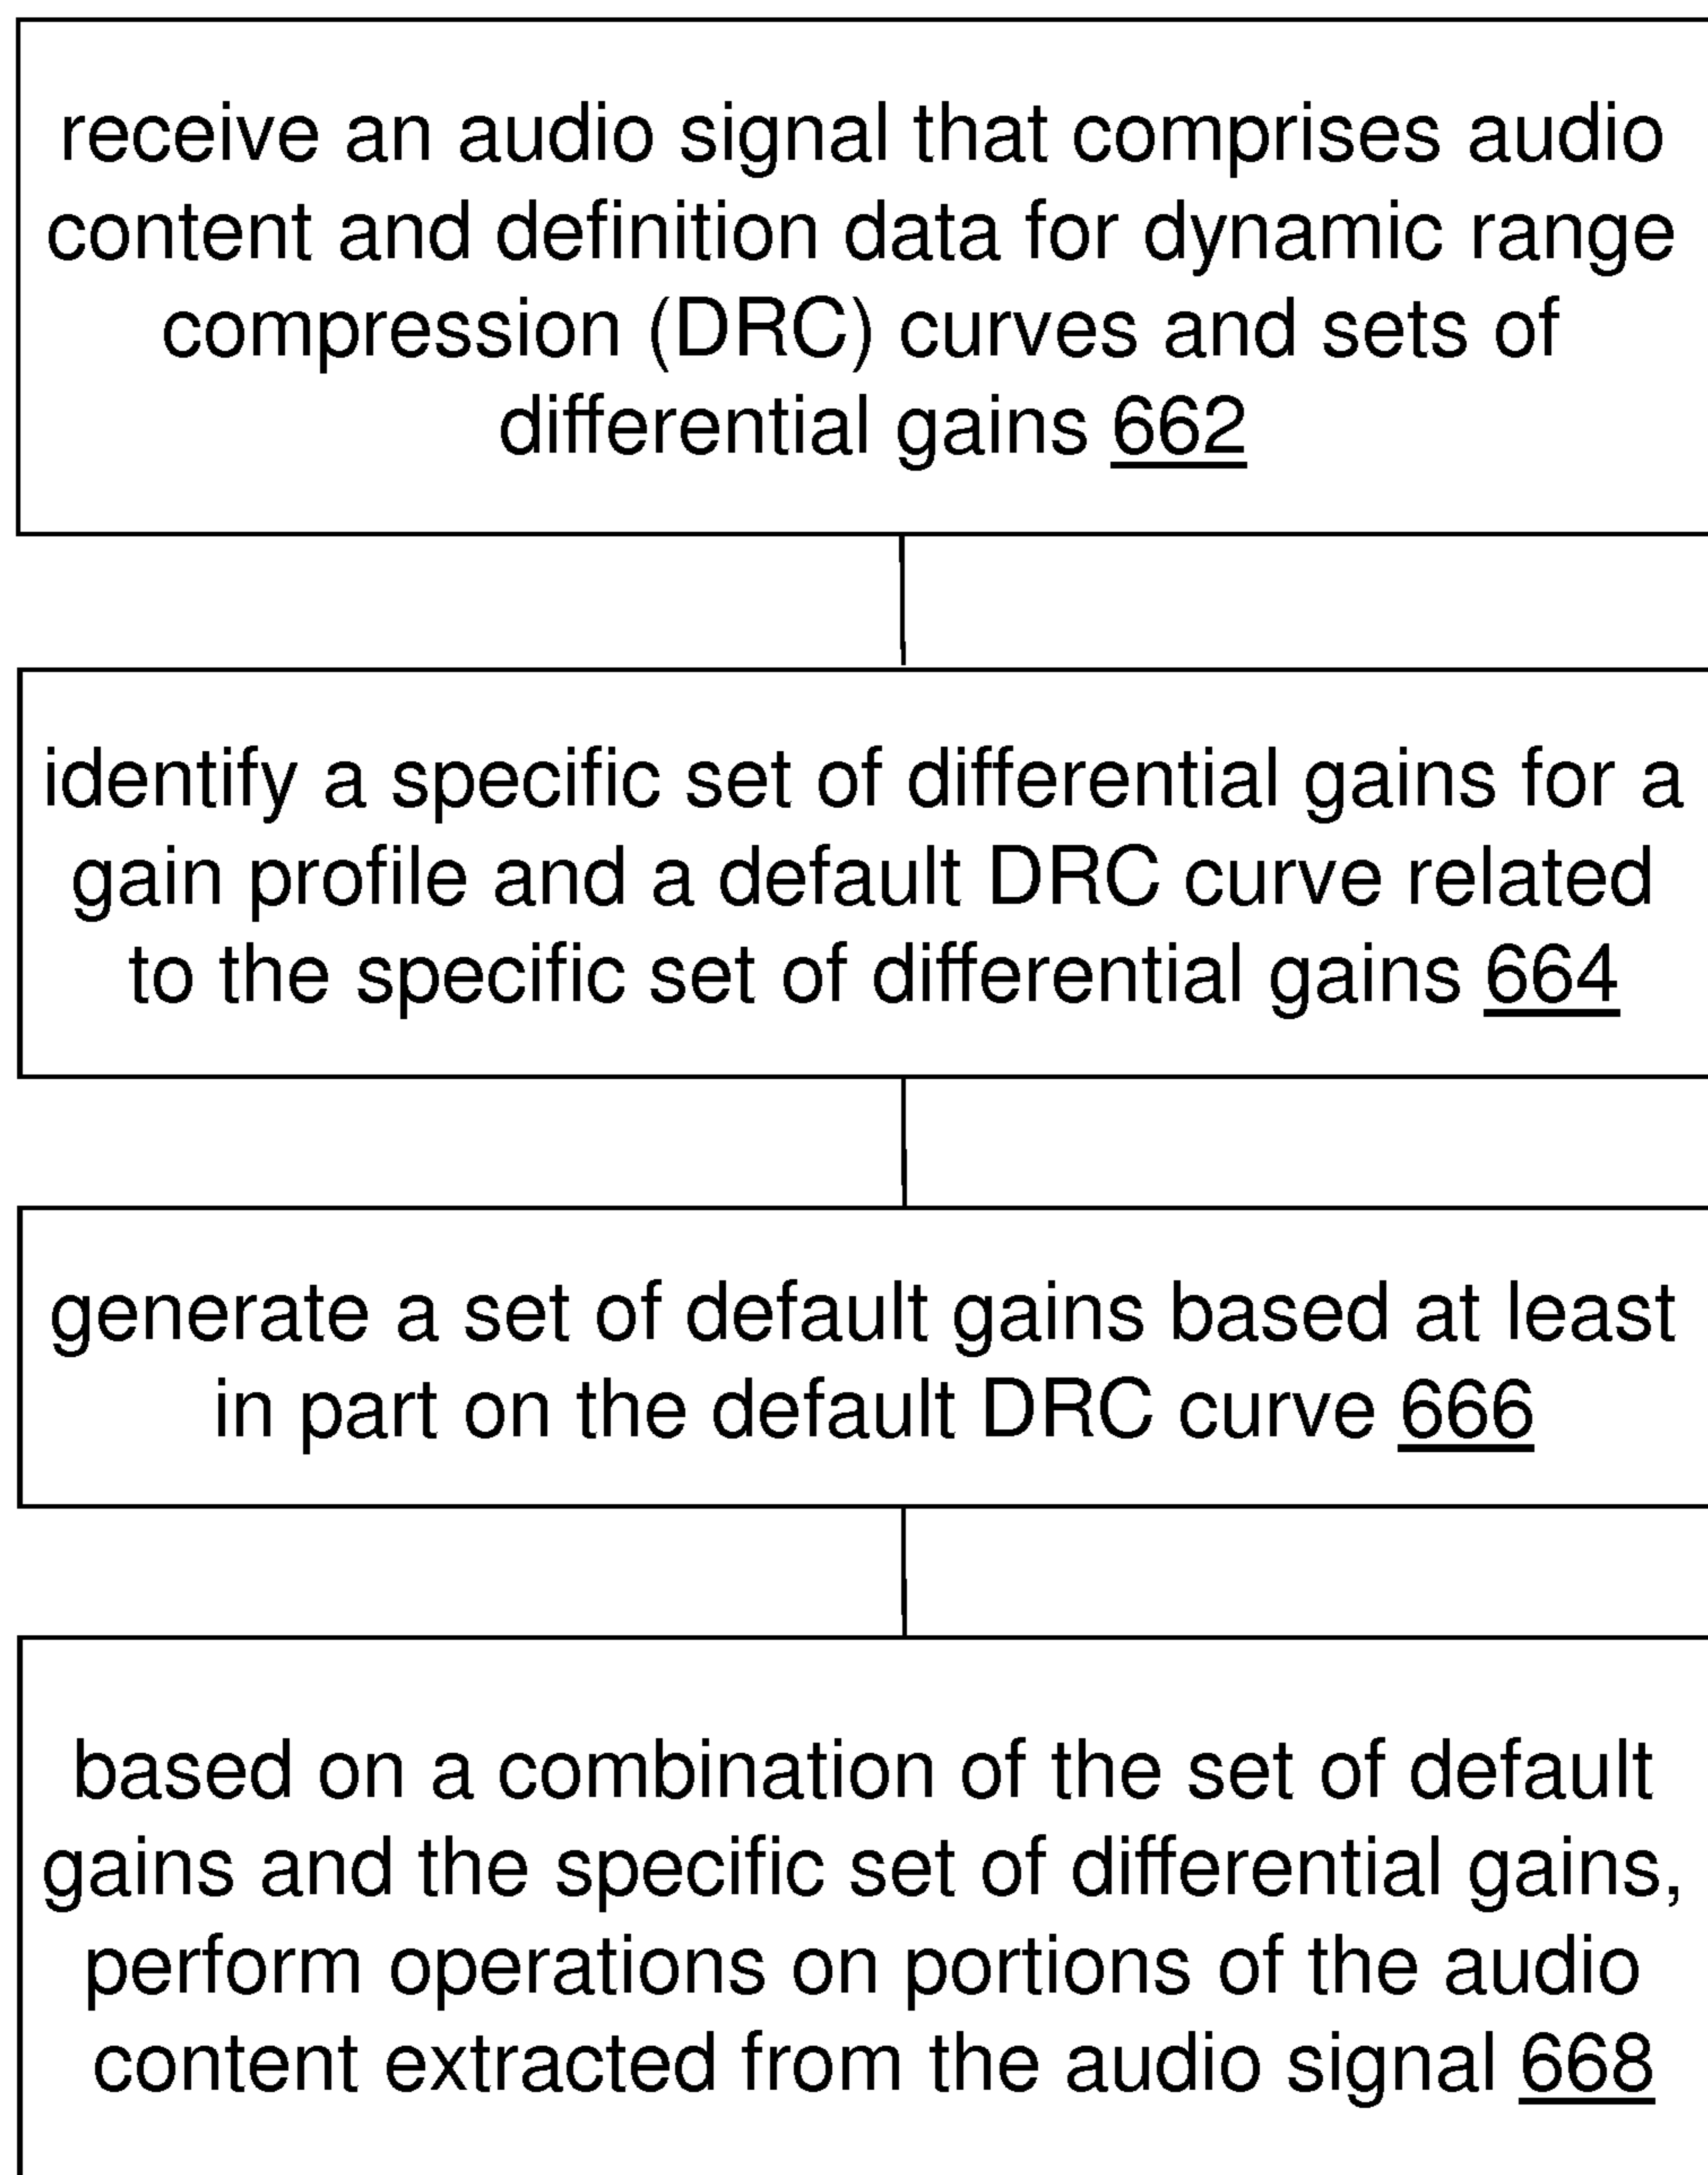 receive an audio signal that comprises audio
content and definition data for dynamic range
compression (DRC) curves and sets of
differential gains 662
identify a specific set of differential gains for a
gain profile and a default DRC curve related
to the specific set of differential gains 664
generate a set of default gains based at least
in part on the default DRC curve 666
based on a combination of the set of default
gains and the specific set of differential gains,
perform operations on portions of the audio
content extracted from the audio signal 668